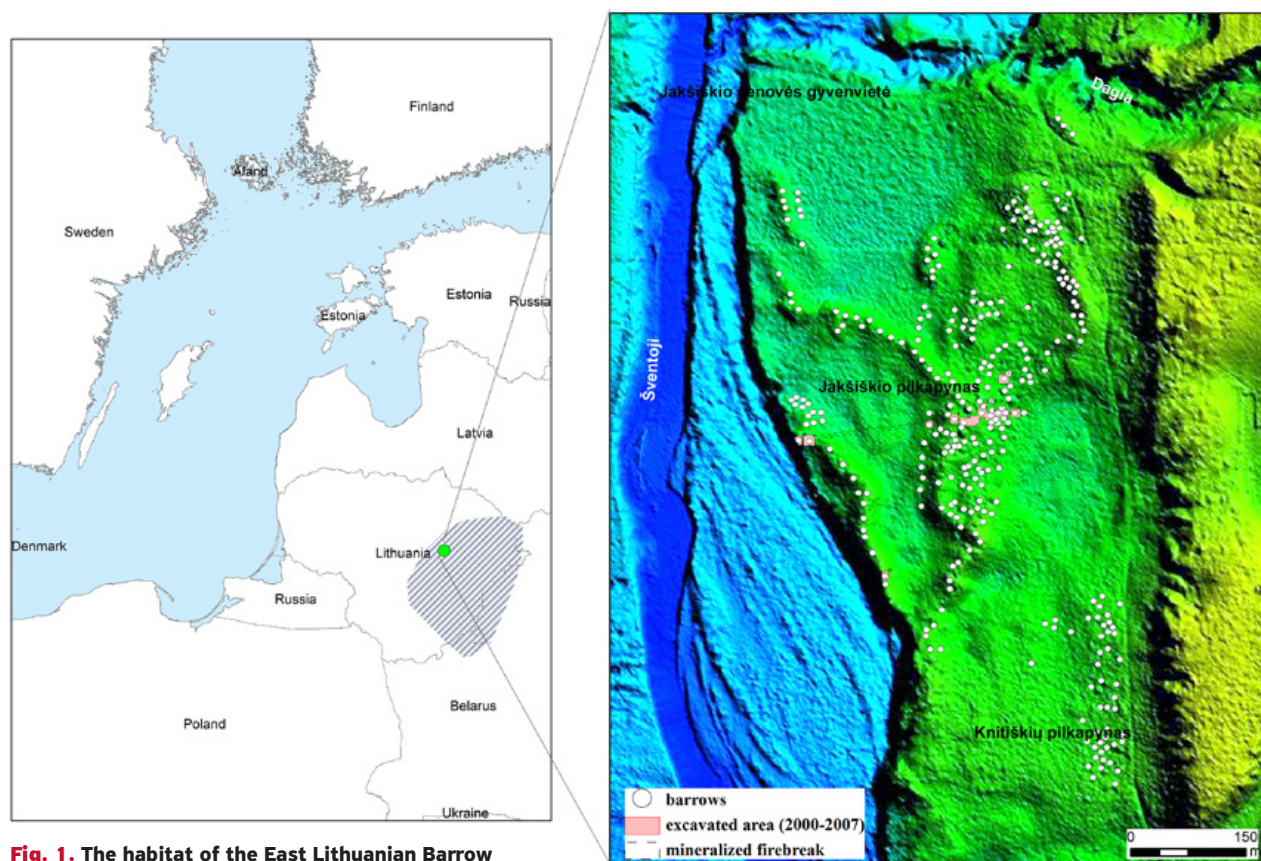 Finland
Åland
Sweden
Estonia
Russia
Estonia
Latvia
Denmark
Lithuania
Russia
Belarus
Poland
Ukraine
Jakšiškio senovės gyvenvietė
Dagia
Šventoji
Jakšiškio pilkapynas
Knitiškių pilkapynas
barrows
excavated area (2000-2007)
mineralized firebreak
0 150
m
Fig. 1. The habitat of the East Lithuanian Barrow